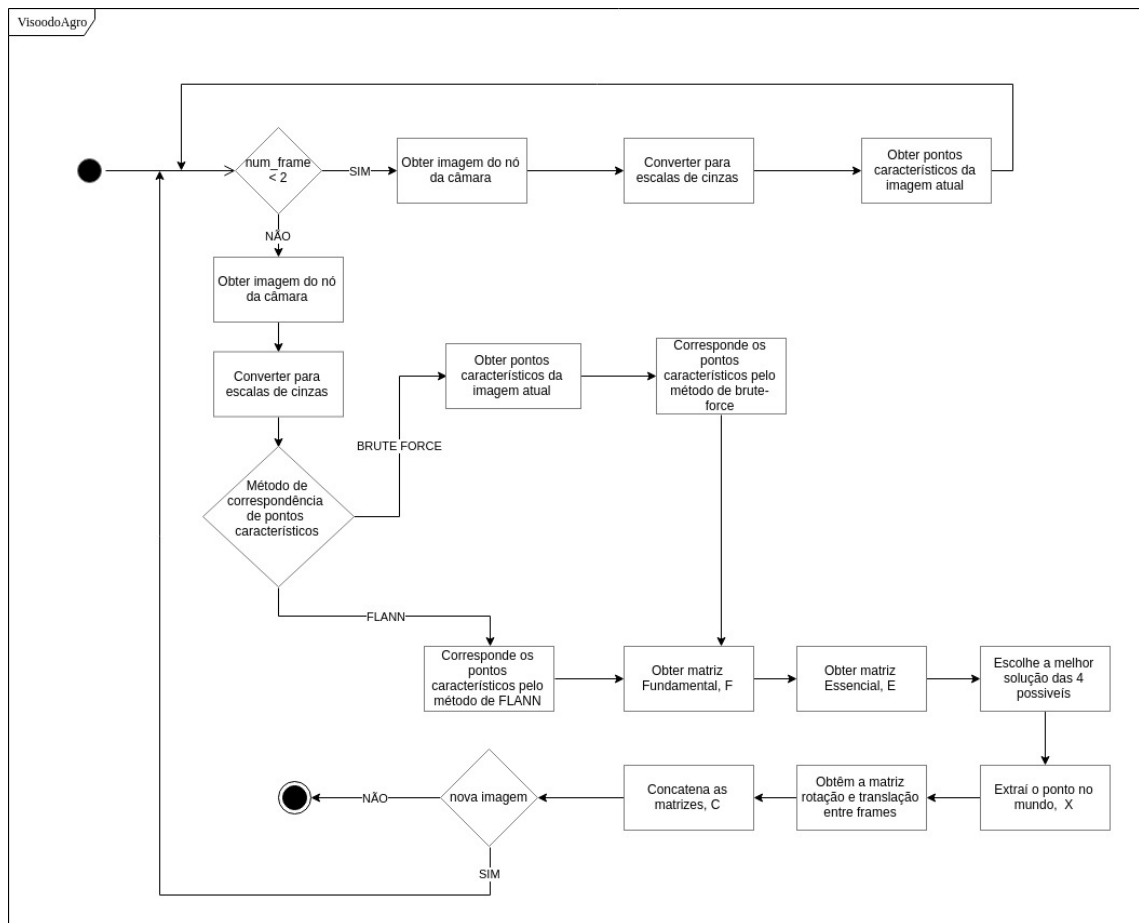 VisoodoAgro
num_frame
< 2
SIM
Obter imagem do nó
da câmara
Converter para
escalas de cinzas
Obter pontos
característicos da
imagem atual
NÃO
Obter imagem do nó
da câmara
Converter para
escalas de cinzas
Obter pontos
característicos da
imagem atual
Corresponde os
pontos
característicos pelo
método de brute-
force
BRUTE FORCE
Método de
correspondência
de pontos
característicos
FLANN
Corresponde os
pontos
característicos pelo
método de FLANN
Obter matriz
Fundamental, F
Obter matriz
Essencial, E
Escolhe a melhor
solução das 4
possiveís
Extraí o ponto no
mundo, X
Obtêm a matriz
rotação e translação
entre frames
Concatena as
matrizes, C
nova imagem
NÃO
SIM